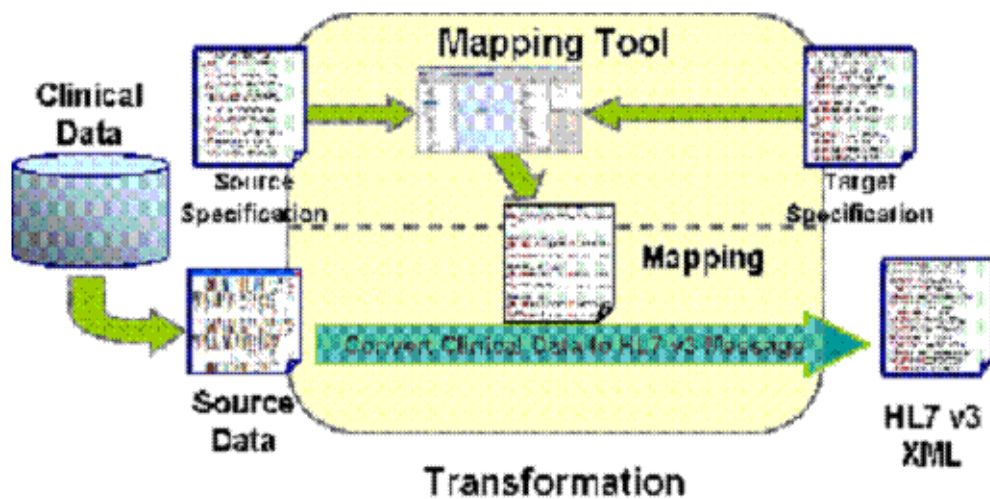 Mapping Tool
Clinical
Data
Source
Specification
Target
Specification
Mapping
Convert Clinical Data to HL7 v3 Message
Source
Data
HL7 v3
XML
Transformation